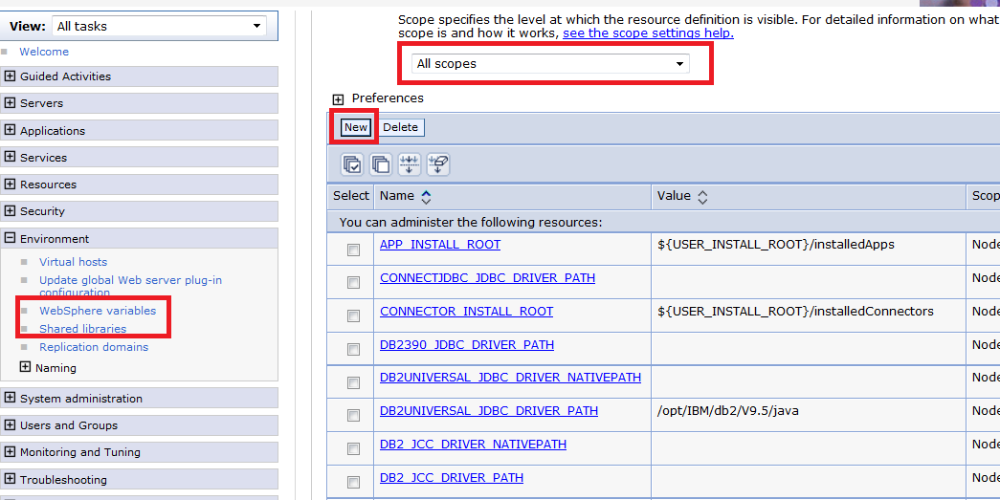 View: All tasks
Welcome
Guided Activities
Servers
Applications
Services
Resources
Security
Environment
Virtual hosts
Update global Web server plug-in
configuration
WebSphere variables
Shared libraries
Replication domains
Naming
System administration
Users and Groups
Monitoring and Tuning
Troubleshooting
Scope specifies the level at which the resource definition is visible. For detailed information on what
scope is and how it works, see the scope settings help.
All scopes
Preferences
New Delete
Select Name Value Scop
You can administer the following resources:
APP_INSTALL_ROOT ${USER_INSTALL_ROOT}/installedApps Node
CONNECTJDBC_JDBC_DRIVER_PATH Node
CONNECTOR_INSTALL_ROOT ${USER_INSTALL_ROOT}/installedConnectors Node
DB2390_JDBC_DRIVER_PATH Node
DB2UNIVERSAL_JDBC_DRIVER_NATIVEPATH Node
DB2UNIVERSAL_JDBC_DRIVER_PATH /opt/IBM/db2/V9.5/java Node
DB2_JCC_DRIVER_NATIVEPATH Node
DB2_JCC_DRIVER_PATH Node